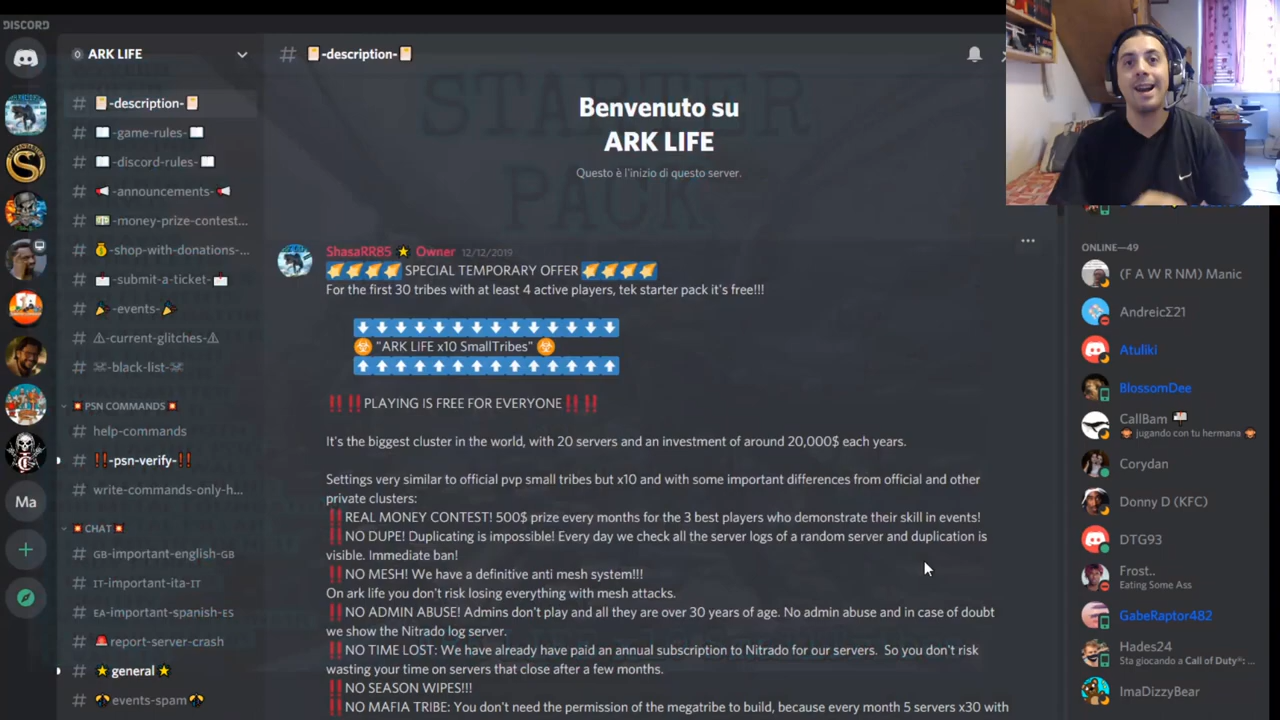 DISCORD
ARK LIFE
-description-
-game-rules-
-discord-rules-
-announcements-
-money-prize-contest...
-shop-with-donations-...
-submit-a-ticket-
-events-
-current-glitches-
-black-list-
PSN COMMANDS
help-commands
-psn-verify-
write-commands-only-h...
Ma
CHAT
GB-important-english-GB
IT-important-ita-IT
EA-important-spanish-ES
report-server-crash
general
events-spam
-description-
STARTER
PACK
Benvenuto su
ARK LIFE
Questo è l'inizio di questo server.
ShasaRR85 Owner 12/12/2019
SPECIAL TEMPORARY OFFER
For the first 30 tribes with at least 4 active players, tek starter pack it's free!!!
"ARK LIFE x10 SmallTribes"
‼️ ‼️PLAYING IS FREE FOR EVERYONE‼️ ‼️
It's the biggest cluster in the world, with 20 servers and an investment of around 20,000$ each years.
Settings very similar to official pvp small tribes but x10 and with some important differences from official and other
private clusters:
‼️REAL MONEY CONTEST! 500$ prize every months for the 3 best players who demonstrate their skill in events!
‼️NO DUPE! Duplicating is impossible! Every day we check all the server logs of a random server and duplication is
visible. Immediate ban!
‼️NO MESH! We have a definitive anti mesh system!!!
On ark life you don't risk losing everything with mesh attacks.
‼️NO ADMIN ABUSE! Admins don't play and all they are over 30 years of age. No admin abuse and in case of doubt
we show the Nitrado log server.
‼️NO TIME LOST: We have already have paid an annual subscription to Nitrado for our servers. So you don't risk
wasting your time on servers that close after a few months.
‼️NO SEASON WIPES!!!
‼️NO MAFIA TRIBE: You don't need the permission of the megatribe to build, because every month 5 servers x30 with
ONLINE—49
(F A W R NM) Manic
AndreicΣ21
Atuliki
BlossomDee
CallBam
jugando con tu hermana
Corydan
Donny D (KFC)
DTG93
Frost..
Eating Some Ass
GabeRaptor482
Hades24
Sta giocando a Call of Duty®: ...
ImaDizzyBear